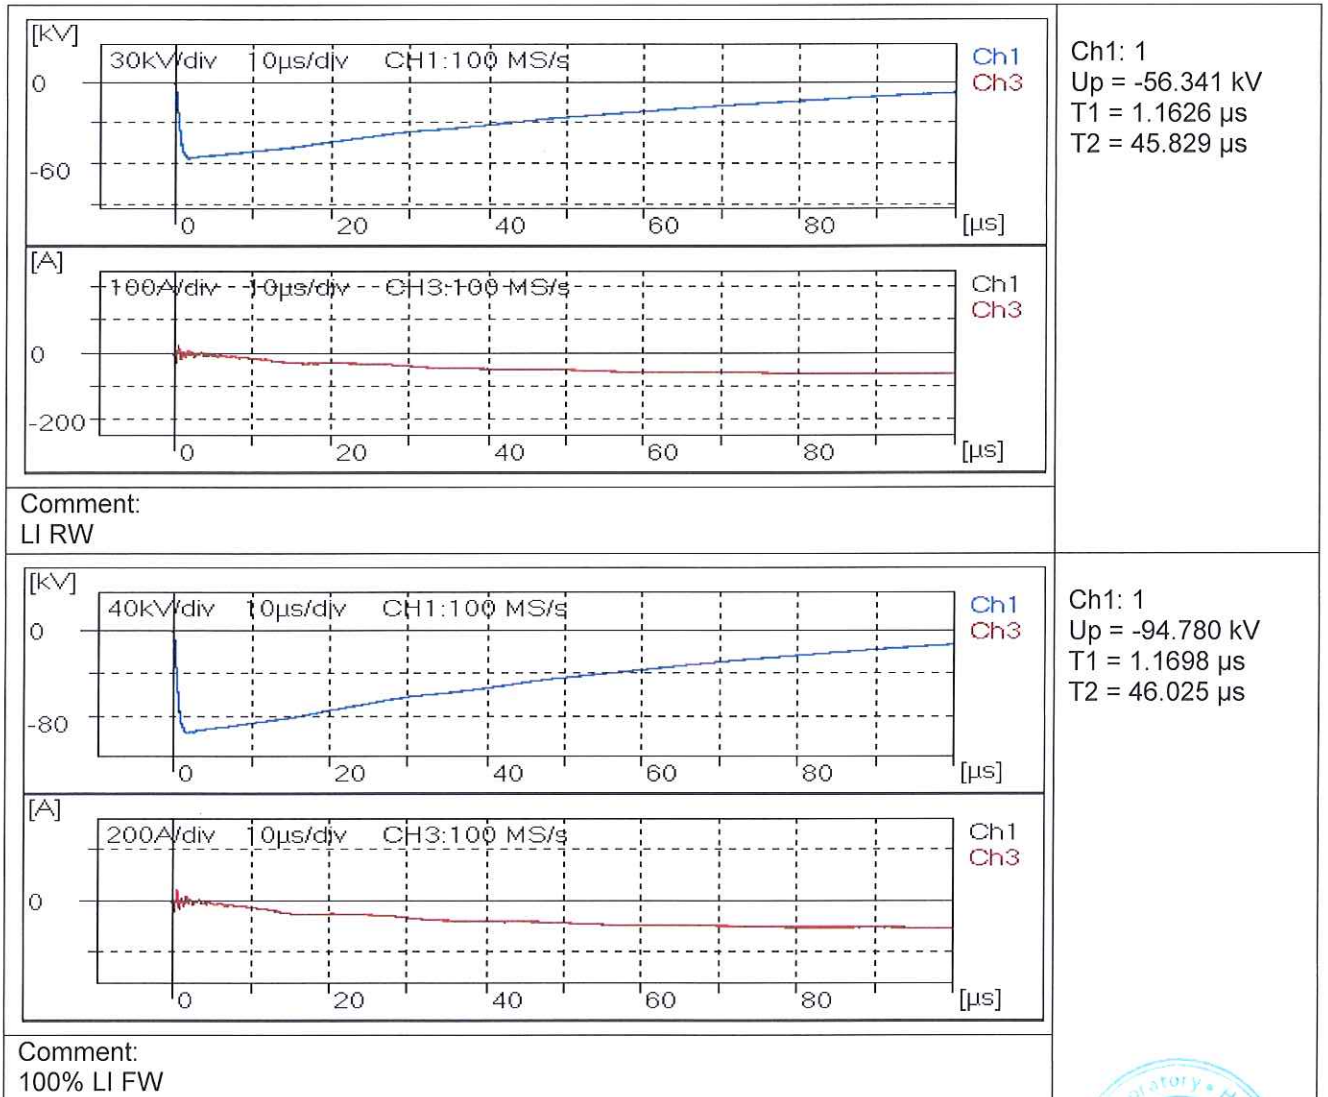 [kV]
30kV/div 10µs/div CH1:100 MS/s
Ch1
Ch3
0
-60
0 20 40 60 80 [µs]
Ch1: 1
Up = -56.341 kV
T1 = 1.1626 µs
T2 = 45.829 µs
[A]
100A/div 10µs/div CH3:100 MS/s
Ch1
Ch3
0
-200
0 20 40 60 80 [µs]
Comment:
LI RW
[kV]
40kV/div 10µs/div CH1:100 MS/s
Ch1
Ch3
0
-80
0 20 40 60 80 [µs]
Ch1: 1
Up = -94.780 kV
T1 = 1.1698 µs
T2 = 46.025 µs
[A]
200A/div 10µs/div CH3:100 MS/s
Ch1
Ch3
0
0 20 40 60 80 [µs]
Comment:
100% LI FW